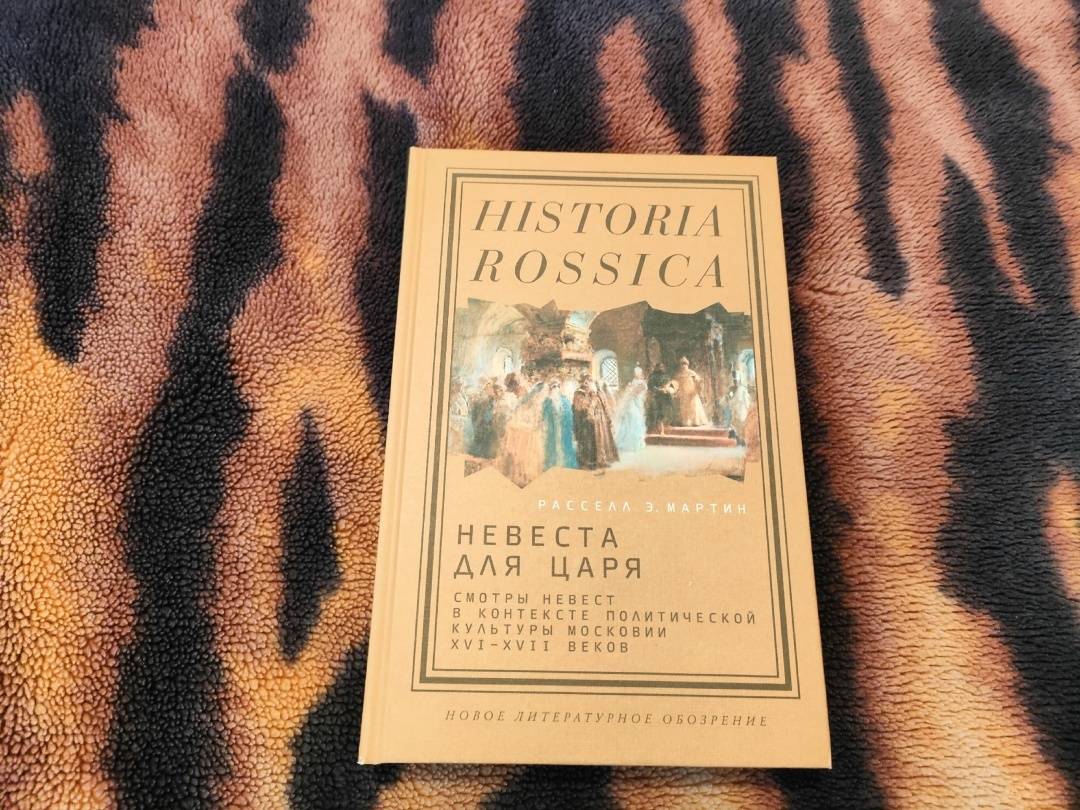 HISTORIA
ROSSICA
РАССЕЛЛ Э. МАРТИН
НЕВЕСТА
ДЛЯ ЦАРЯ
СМОТРЫ НЕВЕСТ
В КОНТЕКСТЕ ПОЛИТИЧЕСКОЙ
КУЛЬТУРЫ МОСКОВИИ
XVI–XVII ВЕКОВ
НОВОЕ ЛИТЕРАТУРНОЕ ОБОЗРЕНИЕ